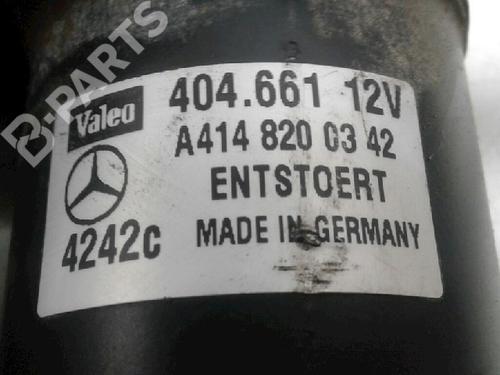 B-PARTS
Valeo
404.661 12V
A414 820 03 42
ENTSTOERT
4242C
MADE IN GERMANY